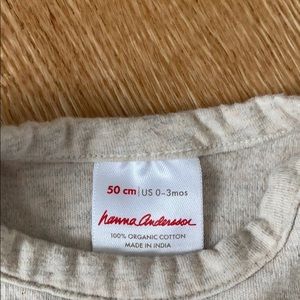 50 cm | US 0-3mos
hanna andersson
100% ORGANIC COTTON
MADE IN INDIA